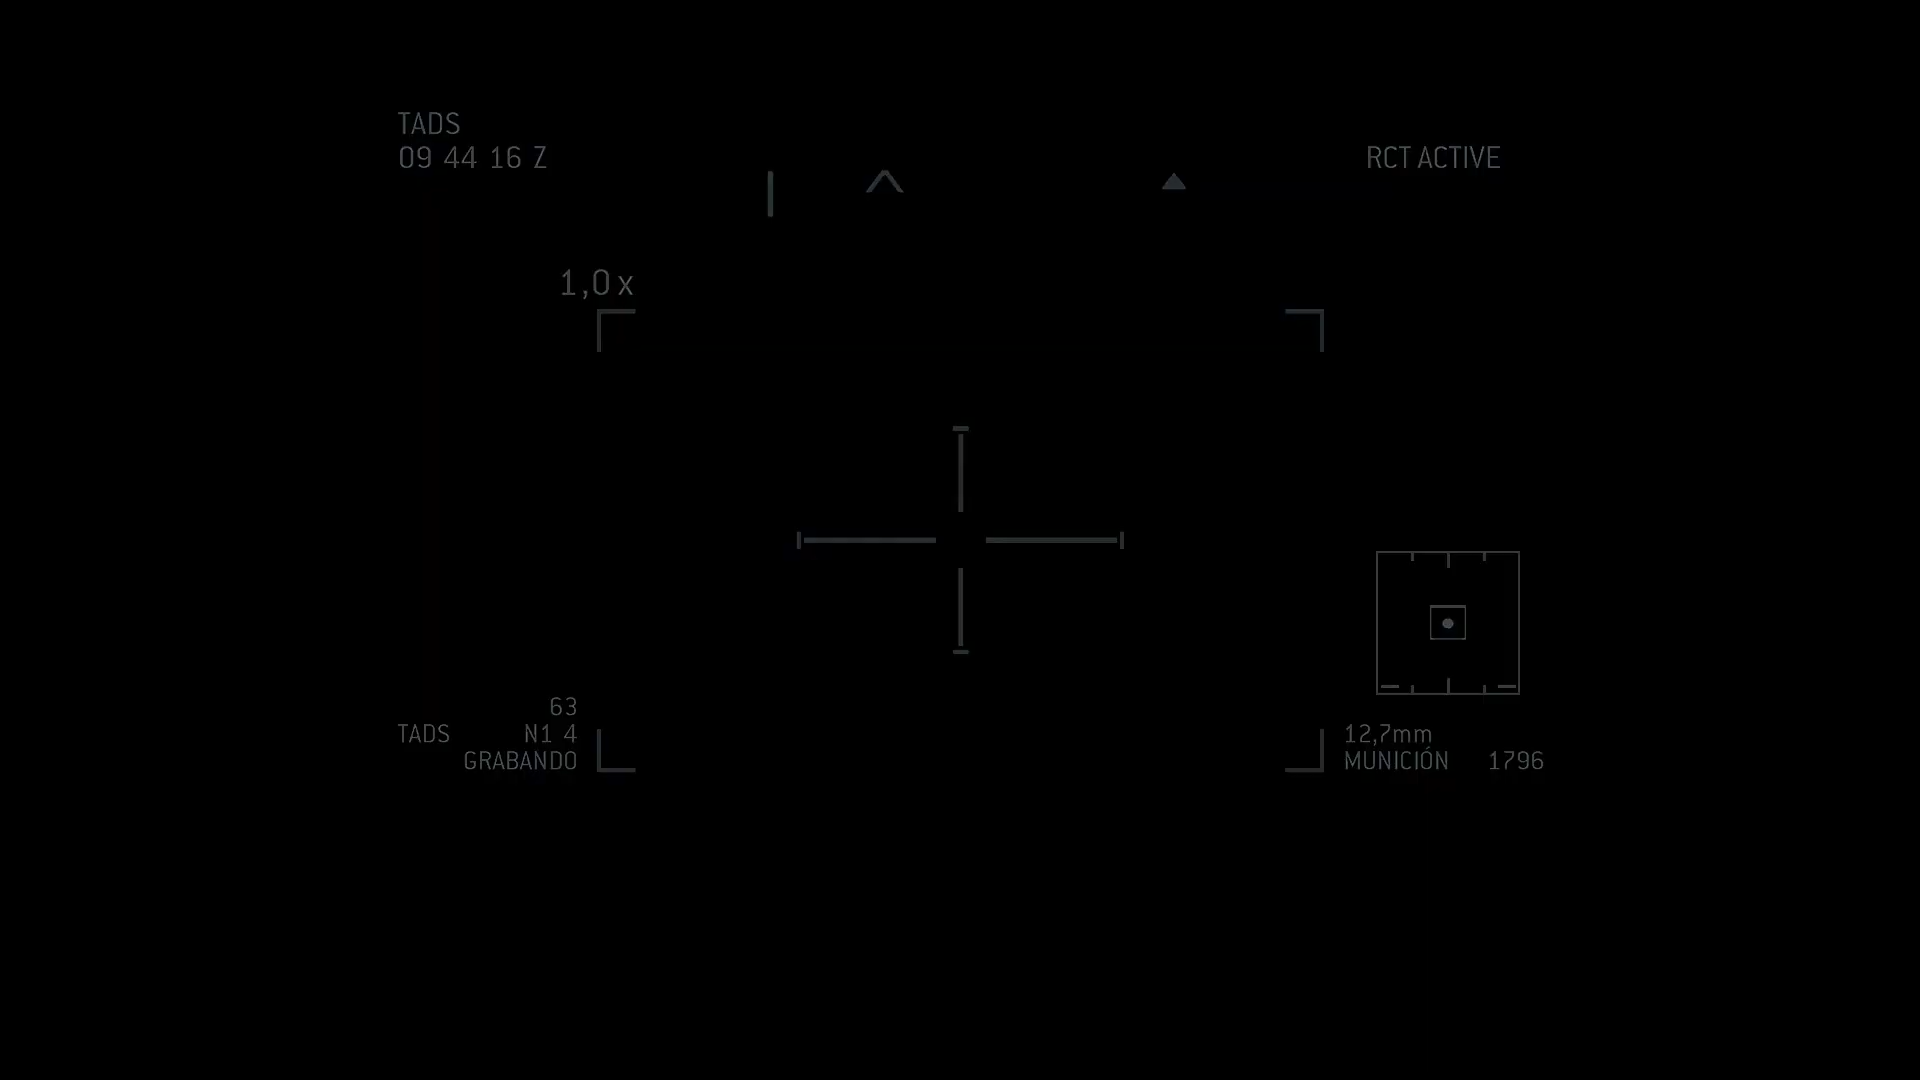 TADS
09 44 16 Z
RCT ACTIVE
1,0 x
63
TADS N1 4
GRABANDO
12,7mm
MUNICIÓN 1796